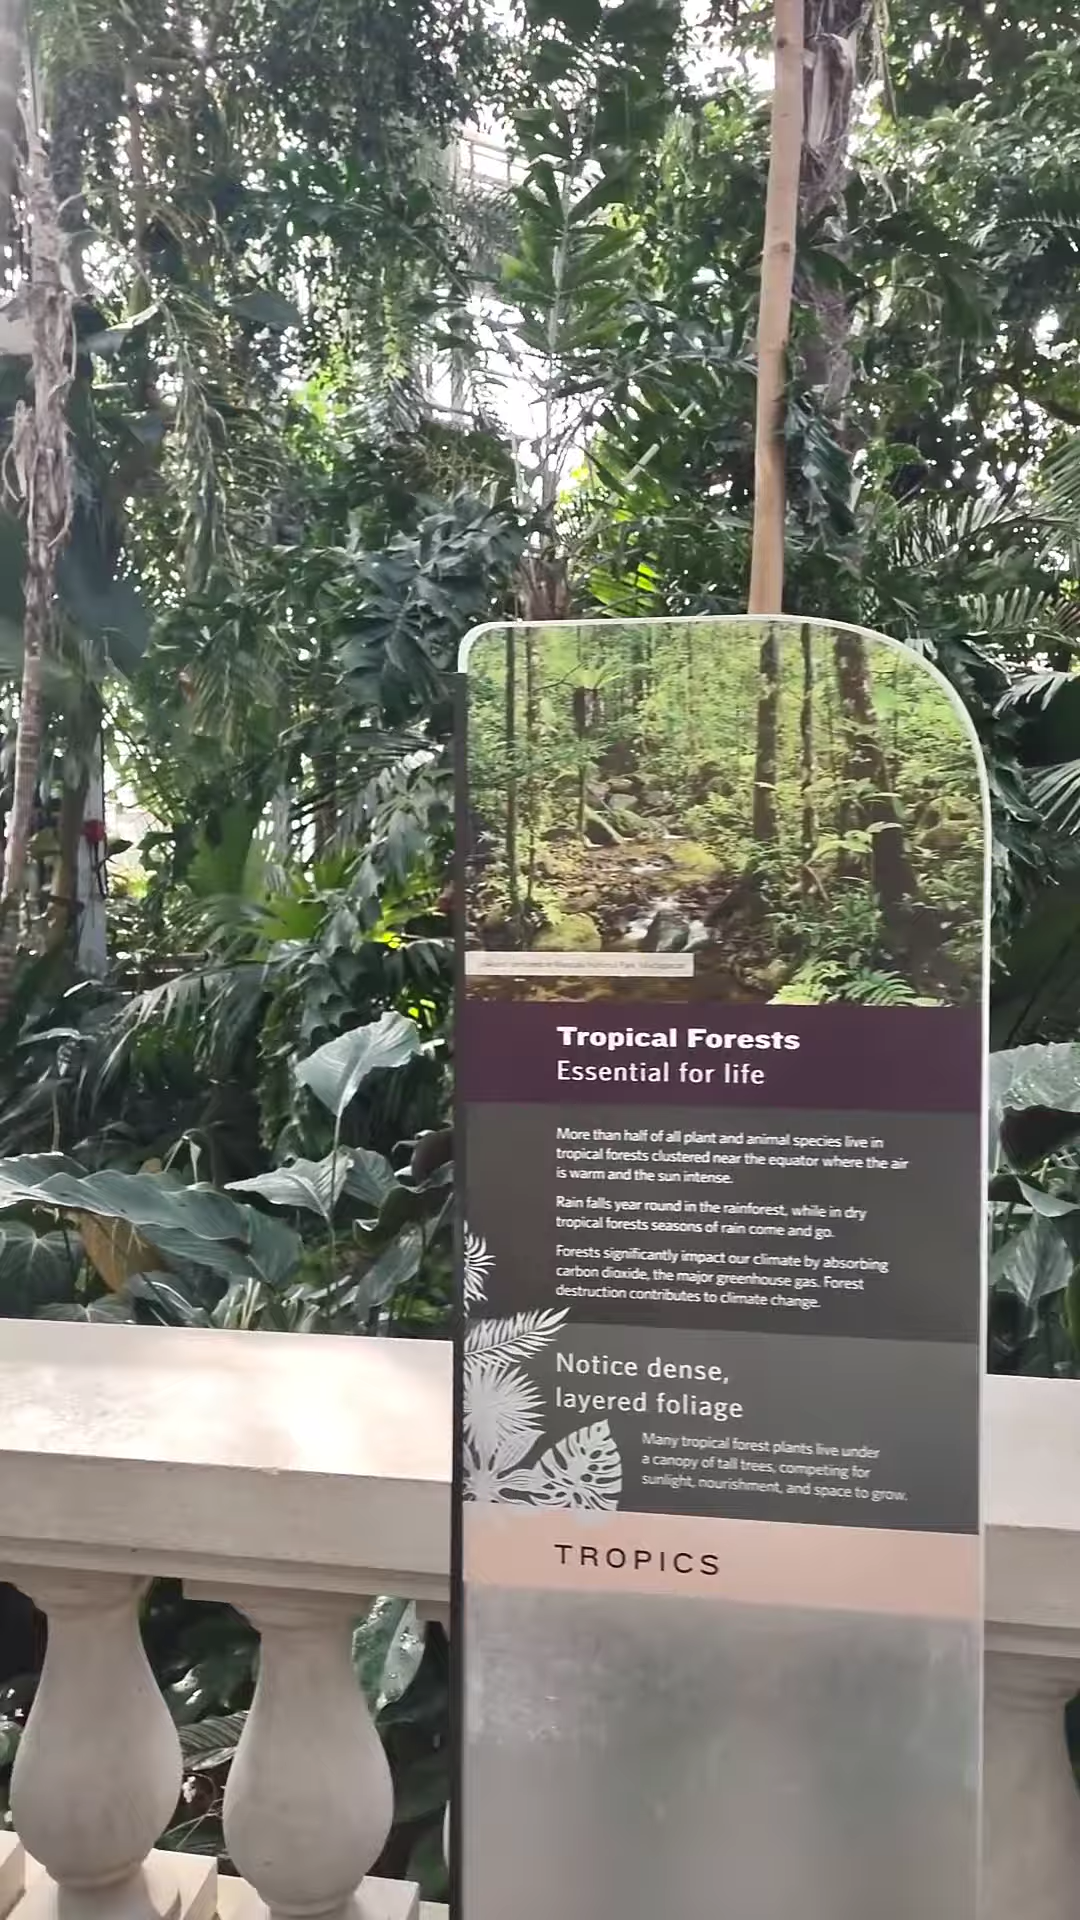 National Park, Madagascar
Tropical Forests
Essential for life
More than half of all plant and animal species live in
tropical forests clustered near the equator where the air
is warm and the sun intense.
Rain falls year round in the rainforest, while in dry
tropical forests seasons of rain come and go.
Forests significantly impact our climate by absorbing
carbon dioxide, the major greenhouse gas. Forest
destruction contributes to climate change.
Notice dense,
layered foliage
Many tropical forest plants live under
a canopy of tall trees, competing for
sunlight, nourishment, and space to grow.
TROPICS